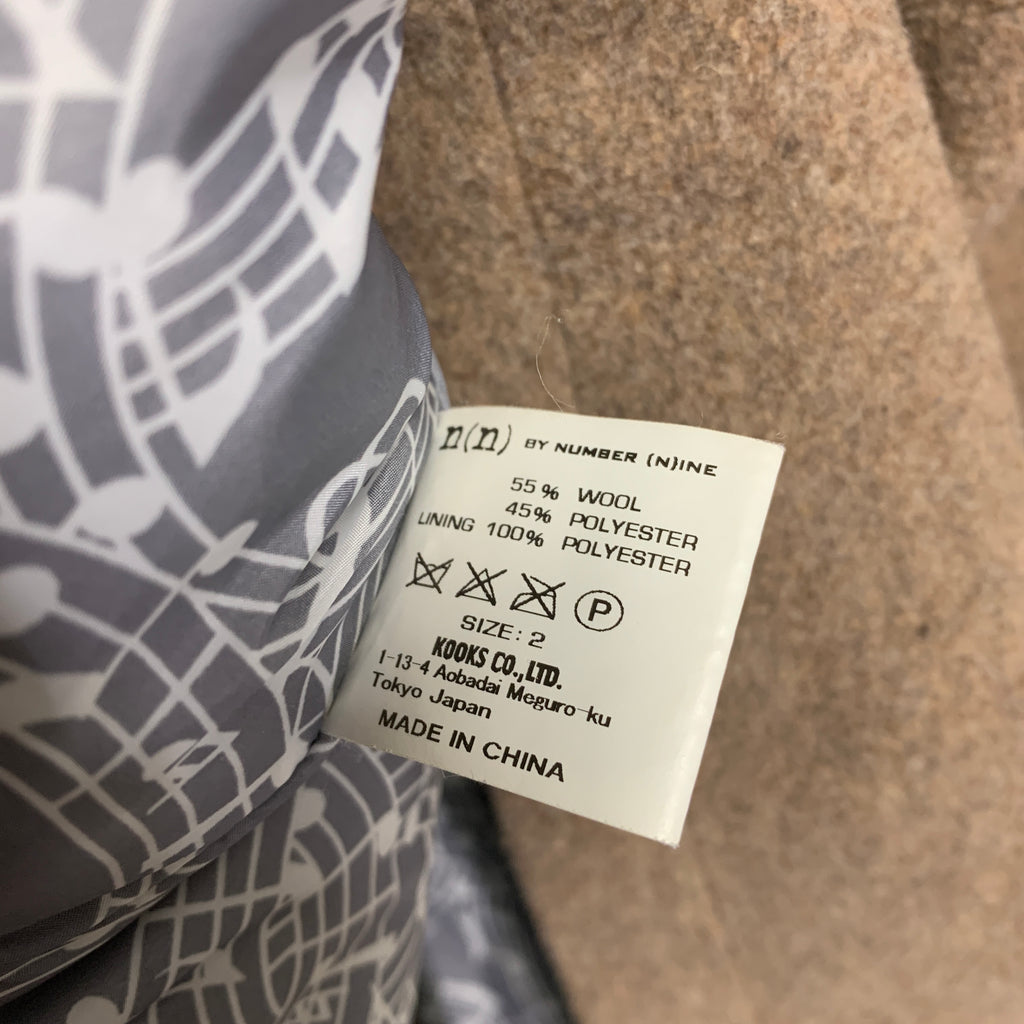 n(n) BY NUMBER (N)INE
55% WOOL
45% POLYESTER
LINING 100% POLYESTER
P
SIZE: 2
KOOKS CO.,LTD.
1-13-4 Aobadai Meguro-ku
Tokyo Japan
MADE IN CHINA